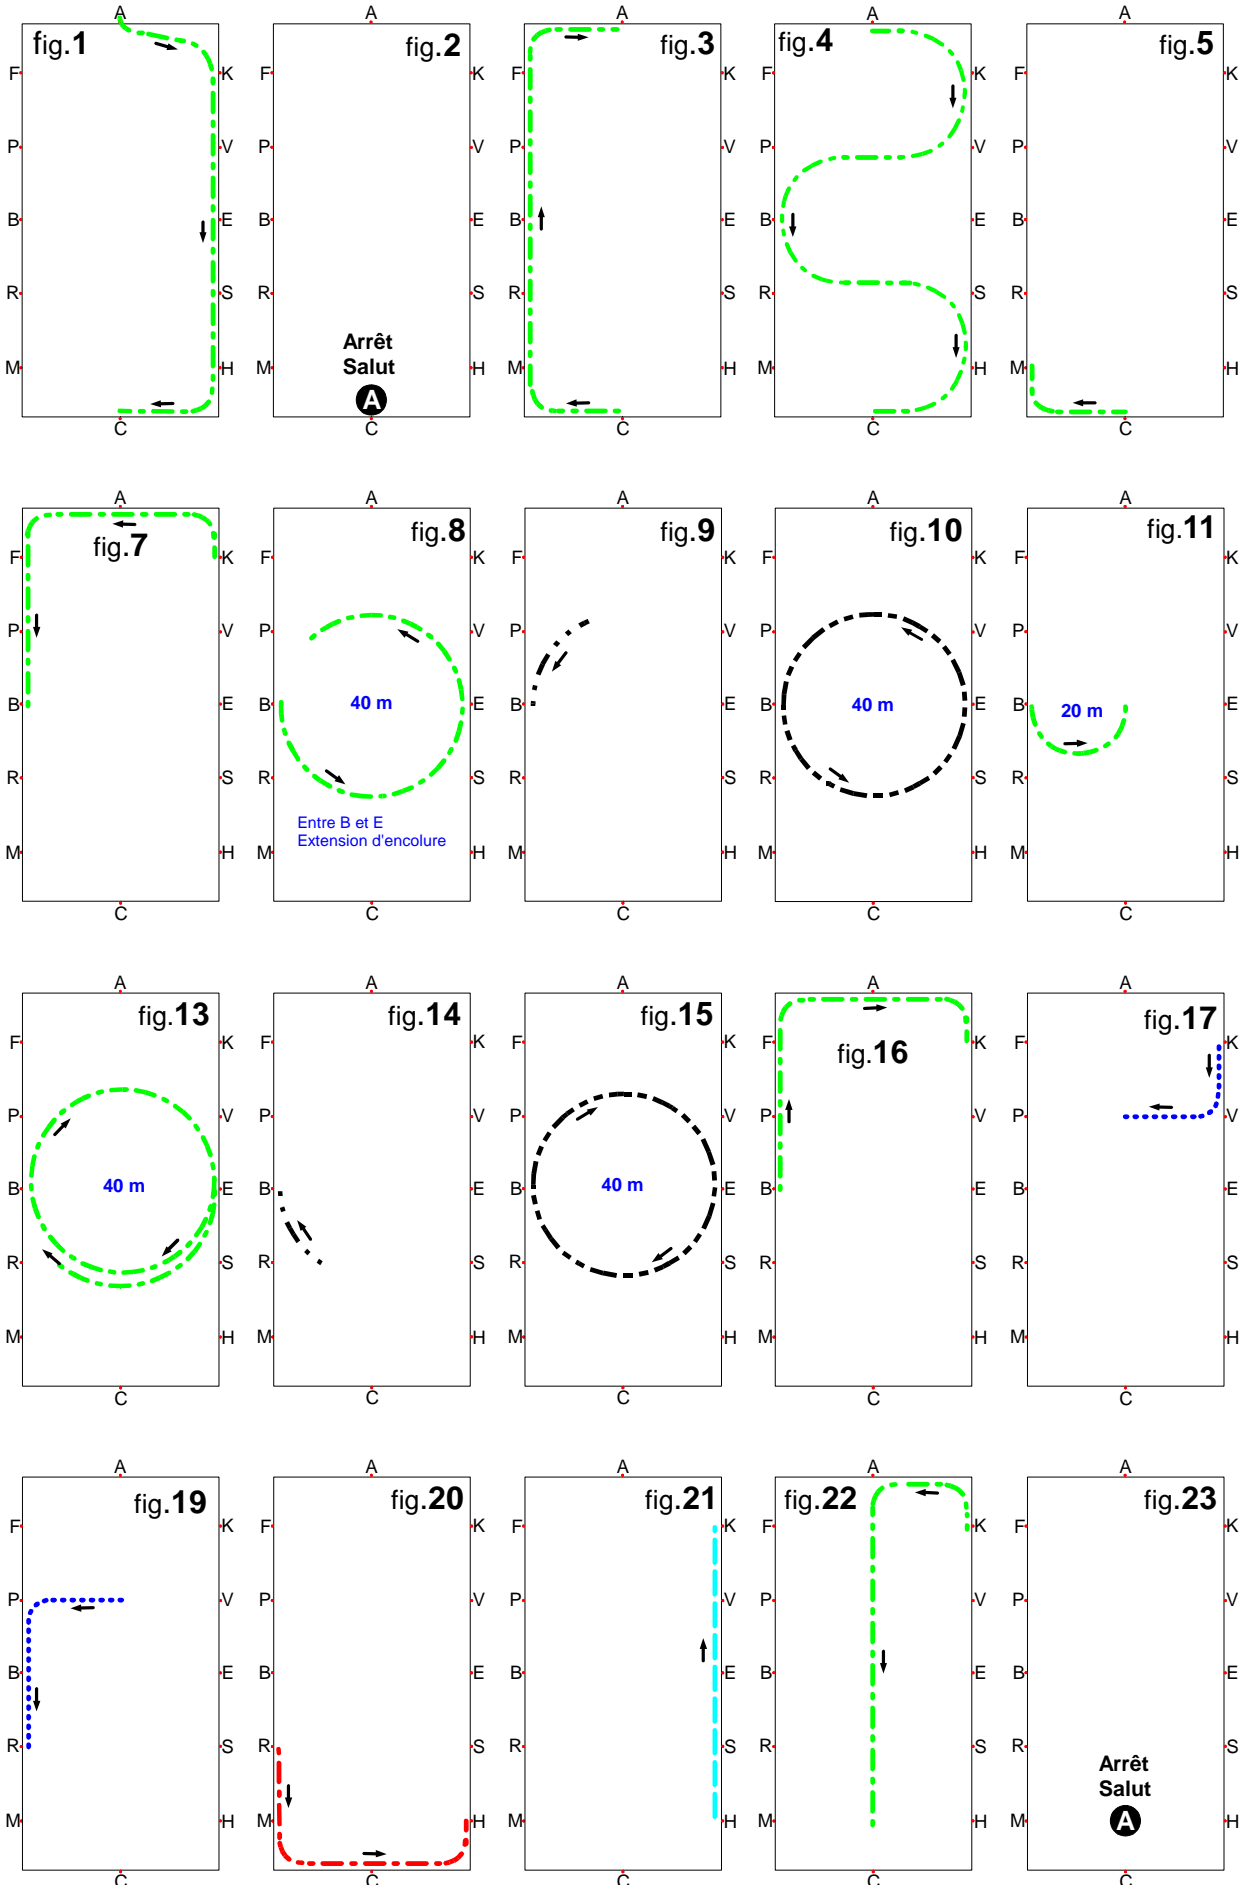 A
fig.1
F
K
P
V
B
E
R
S
M
H
C
A
fig.2
F
K
P
V
B
E
R
S
M
H
Arrêt
Salut
A
C
A
fig.3
F
K
P
V
B
E
R
S
M
H
C
A
fig.4
F
K
P
V
B
E
R
S
M
H
C
A
fig.5
F
K
P
V
B
E
R
S
M
H
C
A
fig.7
F
K
P
V
B
E
R
S
M
H
C
A
fig.8
F
K
P
V
B
E
40 m
R
S
Entre B et E
Extension d'encolure
M
H
C
A
fig.9
F
K
P
V
B
E
R
S
M
H
C
A
fig.10
F
K
P
V
B
E
40 m
R
S
M
H
C
A
fig.11
F
K
P
V
B
E
20 m
R
S
M
H
C
A
fig.13
F
K
P
V
B
E
40 m
R
S
M
H
C
A
fig.14
F
K
P
V
B
E
R
S
M
H
C
A
fig.15
F
K
P
V
B
E
40 m
R
S
M
H
C
A
fig.16
F
K
P
V
B
E
R
S
M
H
C
A
fig.17
F
K
P
V
B
E
R
S
M
H
C
A
fig.19
F
K
P
V
B
E
R
S
M
H
C
A
fig.20
F
K
P
V
B
E
R
S
M
H
C
A
fig.21
F
K
P
V
B
E
R
S
M
H
C
A
fig.22
F
K
P
V
B
E
R
S
M
H
C
A
fig.23
F
K
P
V
B
E
R
S
Arrêt
Salut
A
M
H
C